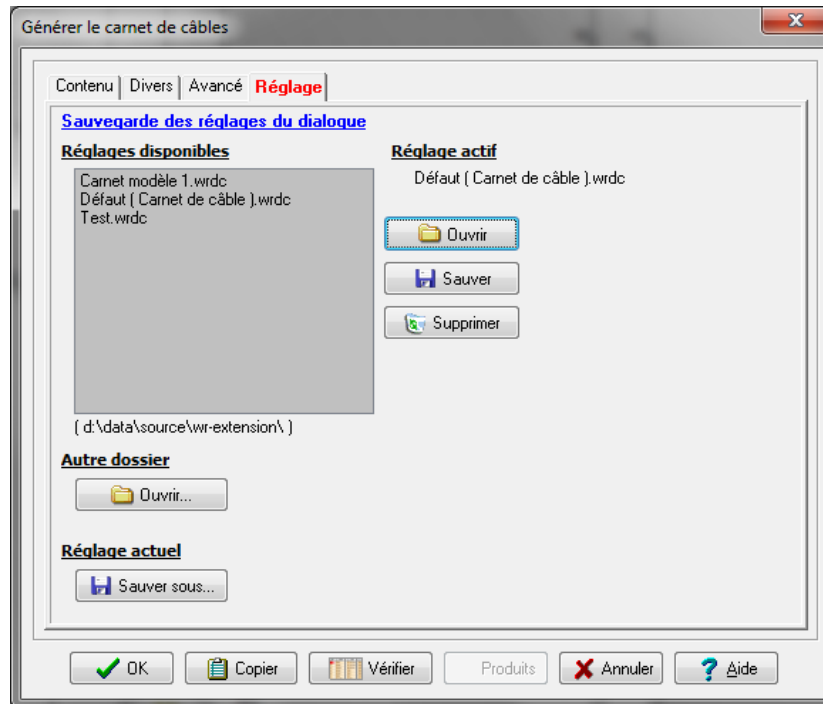 Générer le carnet de câbles
Contenu Divers Avancé Réglage
Sauvegarde des réglages du dialogue
Réglages disponibles
Carnet modèle 1.wrdc
Défaut ( Carnet de câble ).wrdc
Test.wrdc
( d:\data\source\wr-extension\ )
Réglage actif
Défaut ( Carnet de câble ).wrdc
Ouvrir
Sauver
Supprimer
Autre dossier
Ouvrir...
Réglage actuel
Sauver sous...
OK Copier Vérifier Produits Annuler Aide